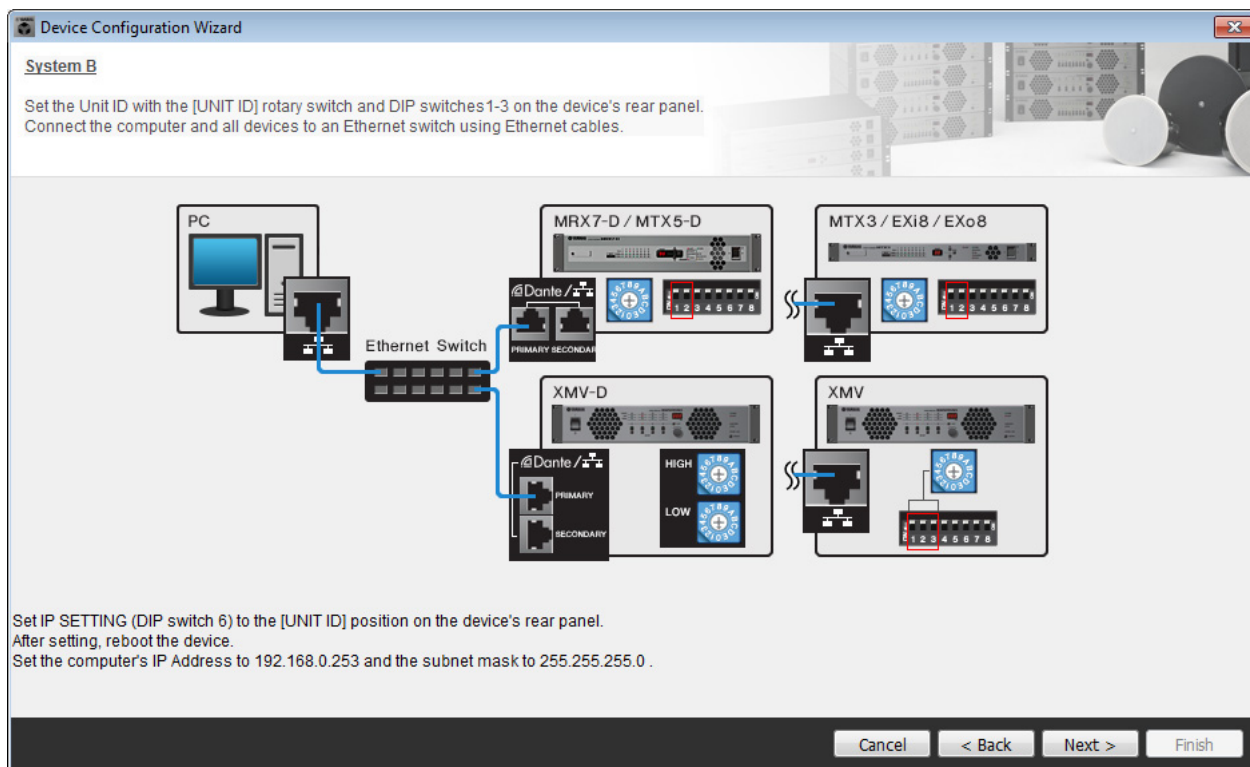 Device Configuration Wizard
System B
Set the Unit ID with the [UNIT ID] rotary switch and DIP switches1-3 on the device's rear panel.
Connect the computer and all devices to an Ethernet switch using Ethernet cables.
PC
MRX7-D / MTX5-D
MTX3 / EXi8 / EXo8
Dante /
1 2 3 4 5 6 7 8
1 2 3 4 5 6 7 8
PRIMARY SECONDAR
Ethernet Switch
XMV-D
XMV
Dante /
PRIMARY
SECONDARY
HIGH
LOW
1 2 3 4 5 6 7 8
Set IP SETTING (DIP switch 6) to the [UNIT ID] position on the device's rear panel.
After setting, reboot the device.
Set the computer's IP Address to 192.168.0.253 and the subnet mask to 255.255.255.0 .
Cancel
< Back
Next >
Finish